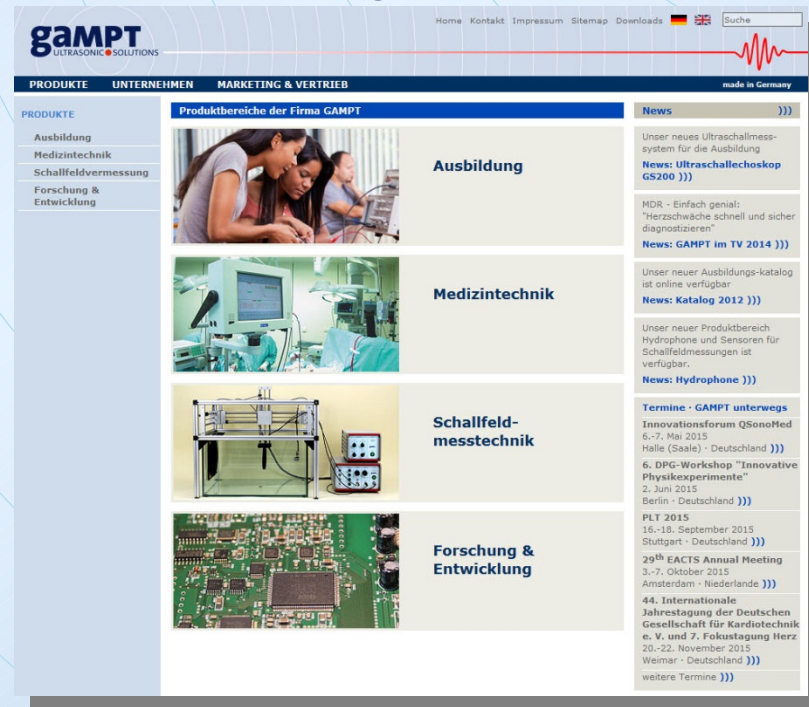 Home Kontakt Impressum Sitemap Downloads Suche
gAMPT
ULTRASONIC SOLUTIONS
PRODUKTE UNTERNEHMEN MARKETING & VERTRIEB made in Germany
PRODUKTE
Ausbildung
Medizintechnik
Schallfeldvermessung
Forschung &
Entwicklung
Produktbereiche der Firma GAMPT
Ausbildung
Medizintechnik
Schallfeld-
messtechnik
Forschung &
Entwicklung
News )))
Unser neues Ultraschallmess-
system für die Ausbildung
News: Ultraschallechoskop
GS200 )))
MDR - Einfach genial:
"Herzschwäche schnell und sicher
diagnostizieren"
News: GAMPT im TV 2014 )))
Unser neuer Ausbildungs-katalog
ist online verfügbar
News: Katalog 2012 )))
Unser neuer Produktbereich
Hydrophone und Sensoren für
Schallfeldmessungen ist
verfügbar.
News: Hydrophone )))
Termine · GAMPT unterwegs
Innovationsforum QSonoMed
6.-7. Mai 2015
Halle (Saale) · Deutschland )))
6. DPG-Workshop "Innovative
Physikexperimente"
2. Juni 2015
Berlin · Deutschland )))
PLT 2015
16.-18. September 2015
Stuttgart · Deutschland )))
29th EACTS Annual Meeting
3.-7. Oktober 2015
Amsterdam · Niederlande )))
44. Internationale
Jahrestagung der Deutschen
Gesellschaft für Kardiotechnik
e. V. und 7. Fokustagung Herz
20.-22. November 2015
Weimar · Deutschland )))
weitere Termine )))